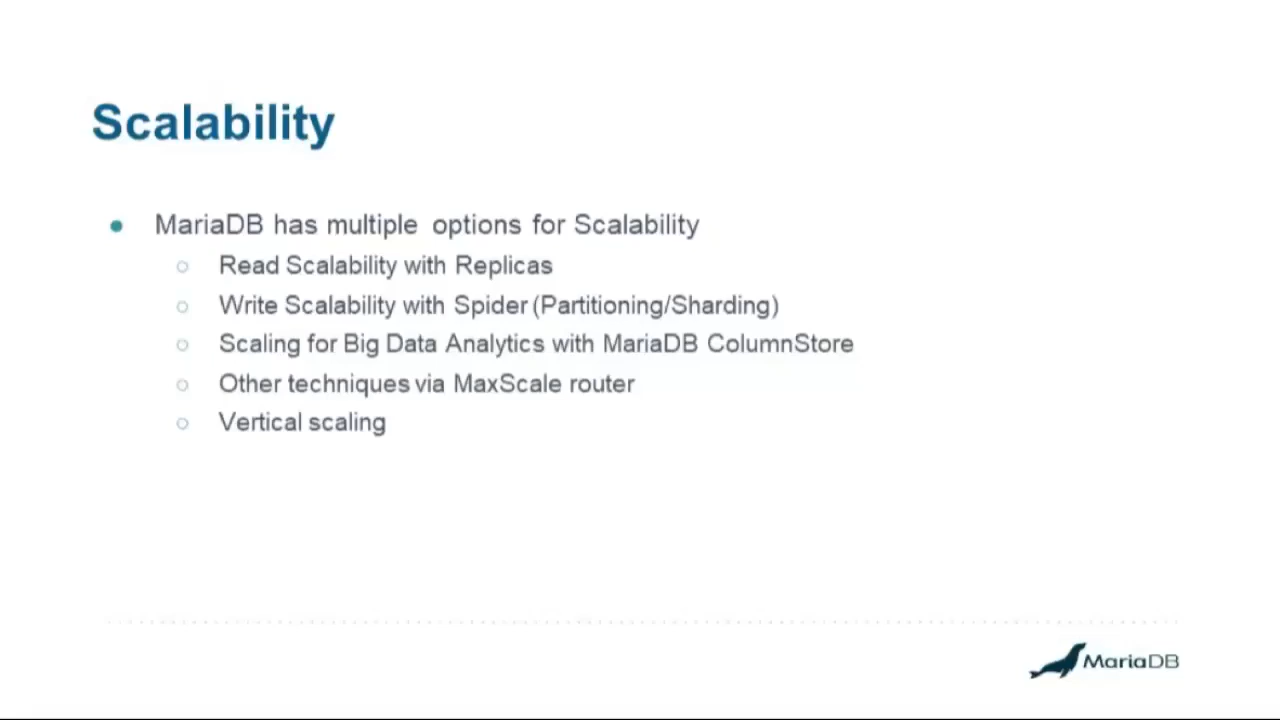 Scalability
MariaDB has multiple options for Scalability
Read Scalability with Replicas
Write Scalability with Spider (Partitioning/Sharding)
Scaling for Big Data Analytics with MariaDB ColumnStore
Other techniques via MaxScale router
Vertical scaling
MariaDB